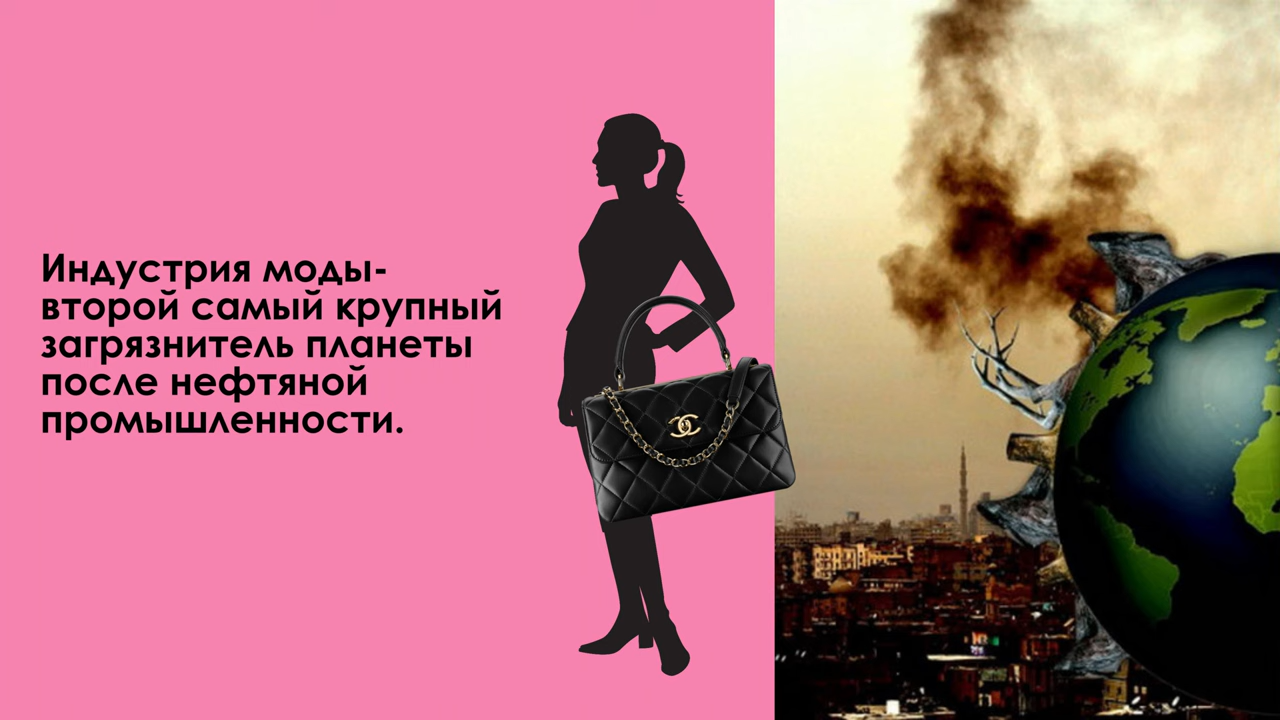 Индустрия моды-
второй самый крупный
загрязнитель планеты
после нефтяной
промышленности.